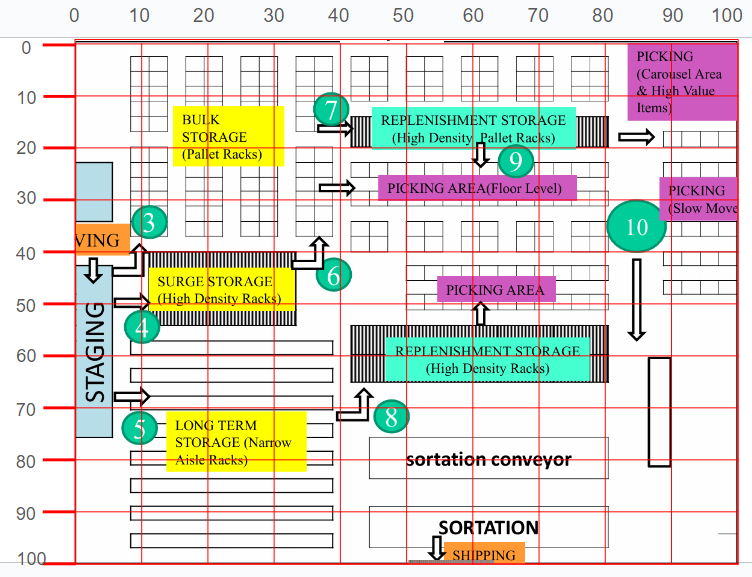 0 10 20 30 40 50 60 70 80 90 100
0
10
20
30
40
50
60
70
80
90
100
PICKING
(Carousel Area
& High Value
Items)
7
BULK
STORAGE
(Pallet Racks)
REPLENISHMENT STORAGE
(High Density Pallet Racks)
9
PICKING AREA(Floor Level)
PICKING
(Slow Move
3
10
VING
6
SURGE STORAGE
(High Density Racks)
PICKING AREA
4
STAGING
REPLENISHMENT STORAGE
(High Density Racks)
5
8
LONG TERM
STORAGE (Narrow
Aisle Racks)
sortation conveyor
SORTATION
SHIPPING